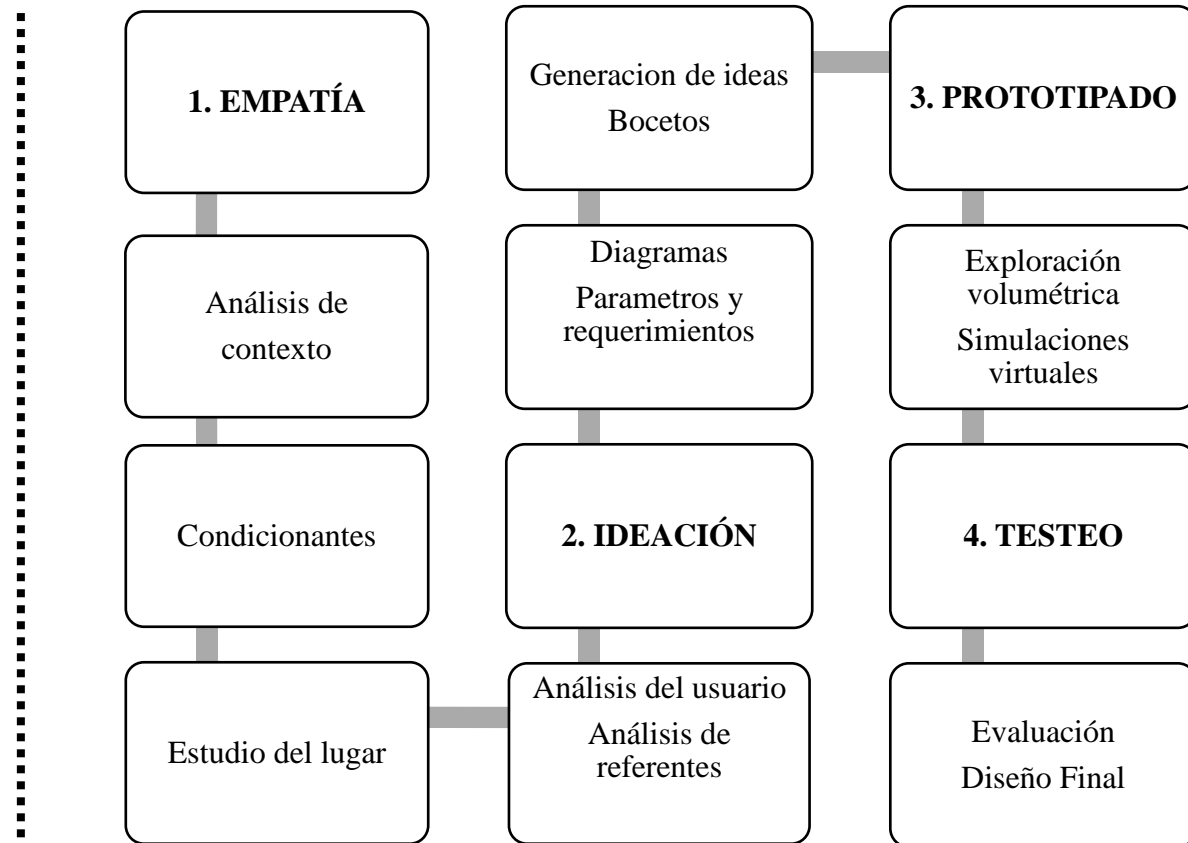 1. EMPATÍA
Análisis de
contexto
Condicionantes
Estudio del lugar
Análisis del usuario
Análisis de
referentes
2. IDEACIÓN
Diagramas
Parametros y
requerimientos
Generacion de ideas
Bocetos
3. PROTOTIPADO
Exploración
volumétrica
Simulaciones
virtuales
4. TESTEO
Evaluación
Diseño Final